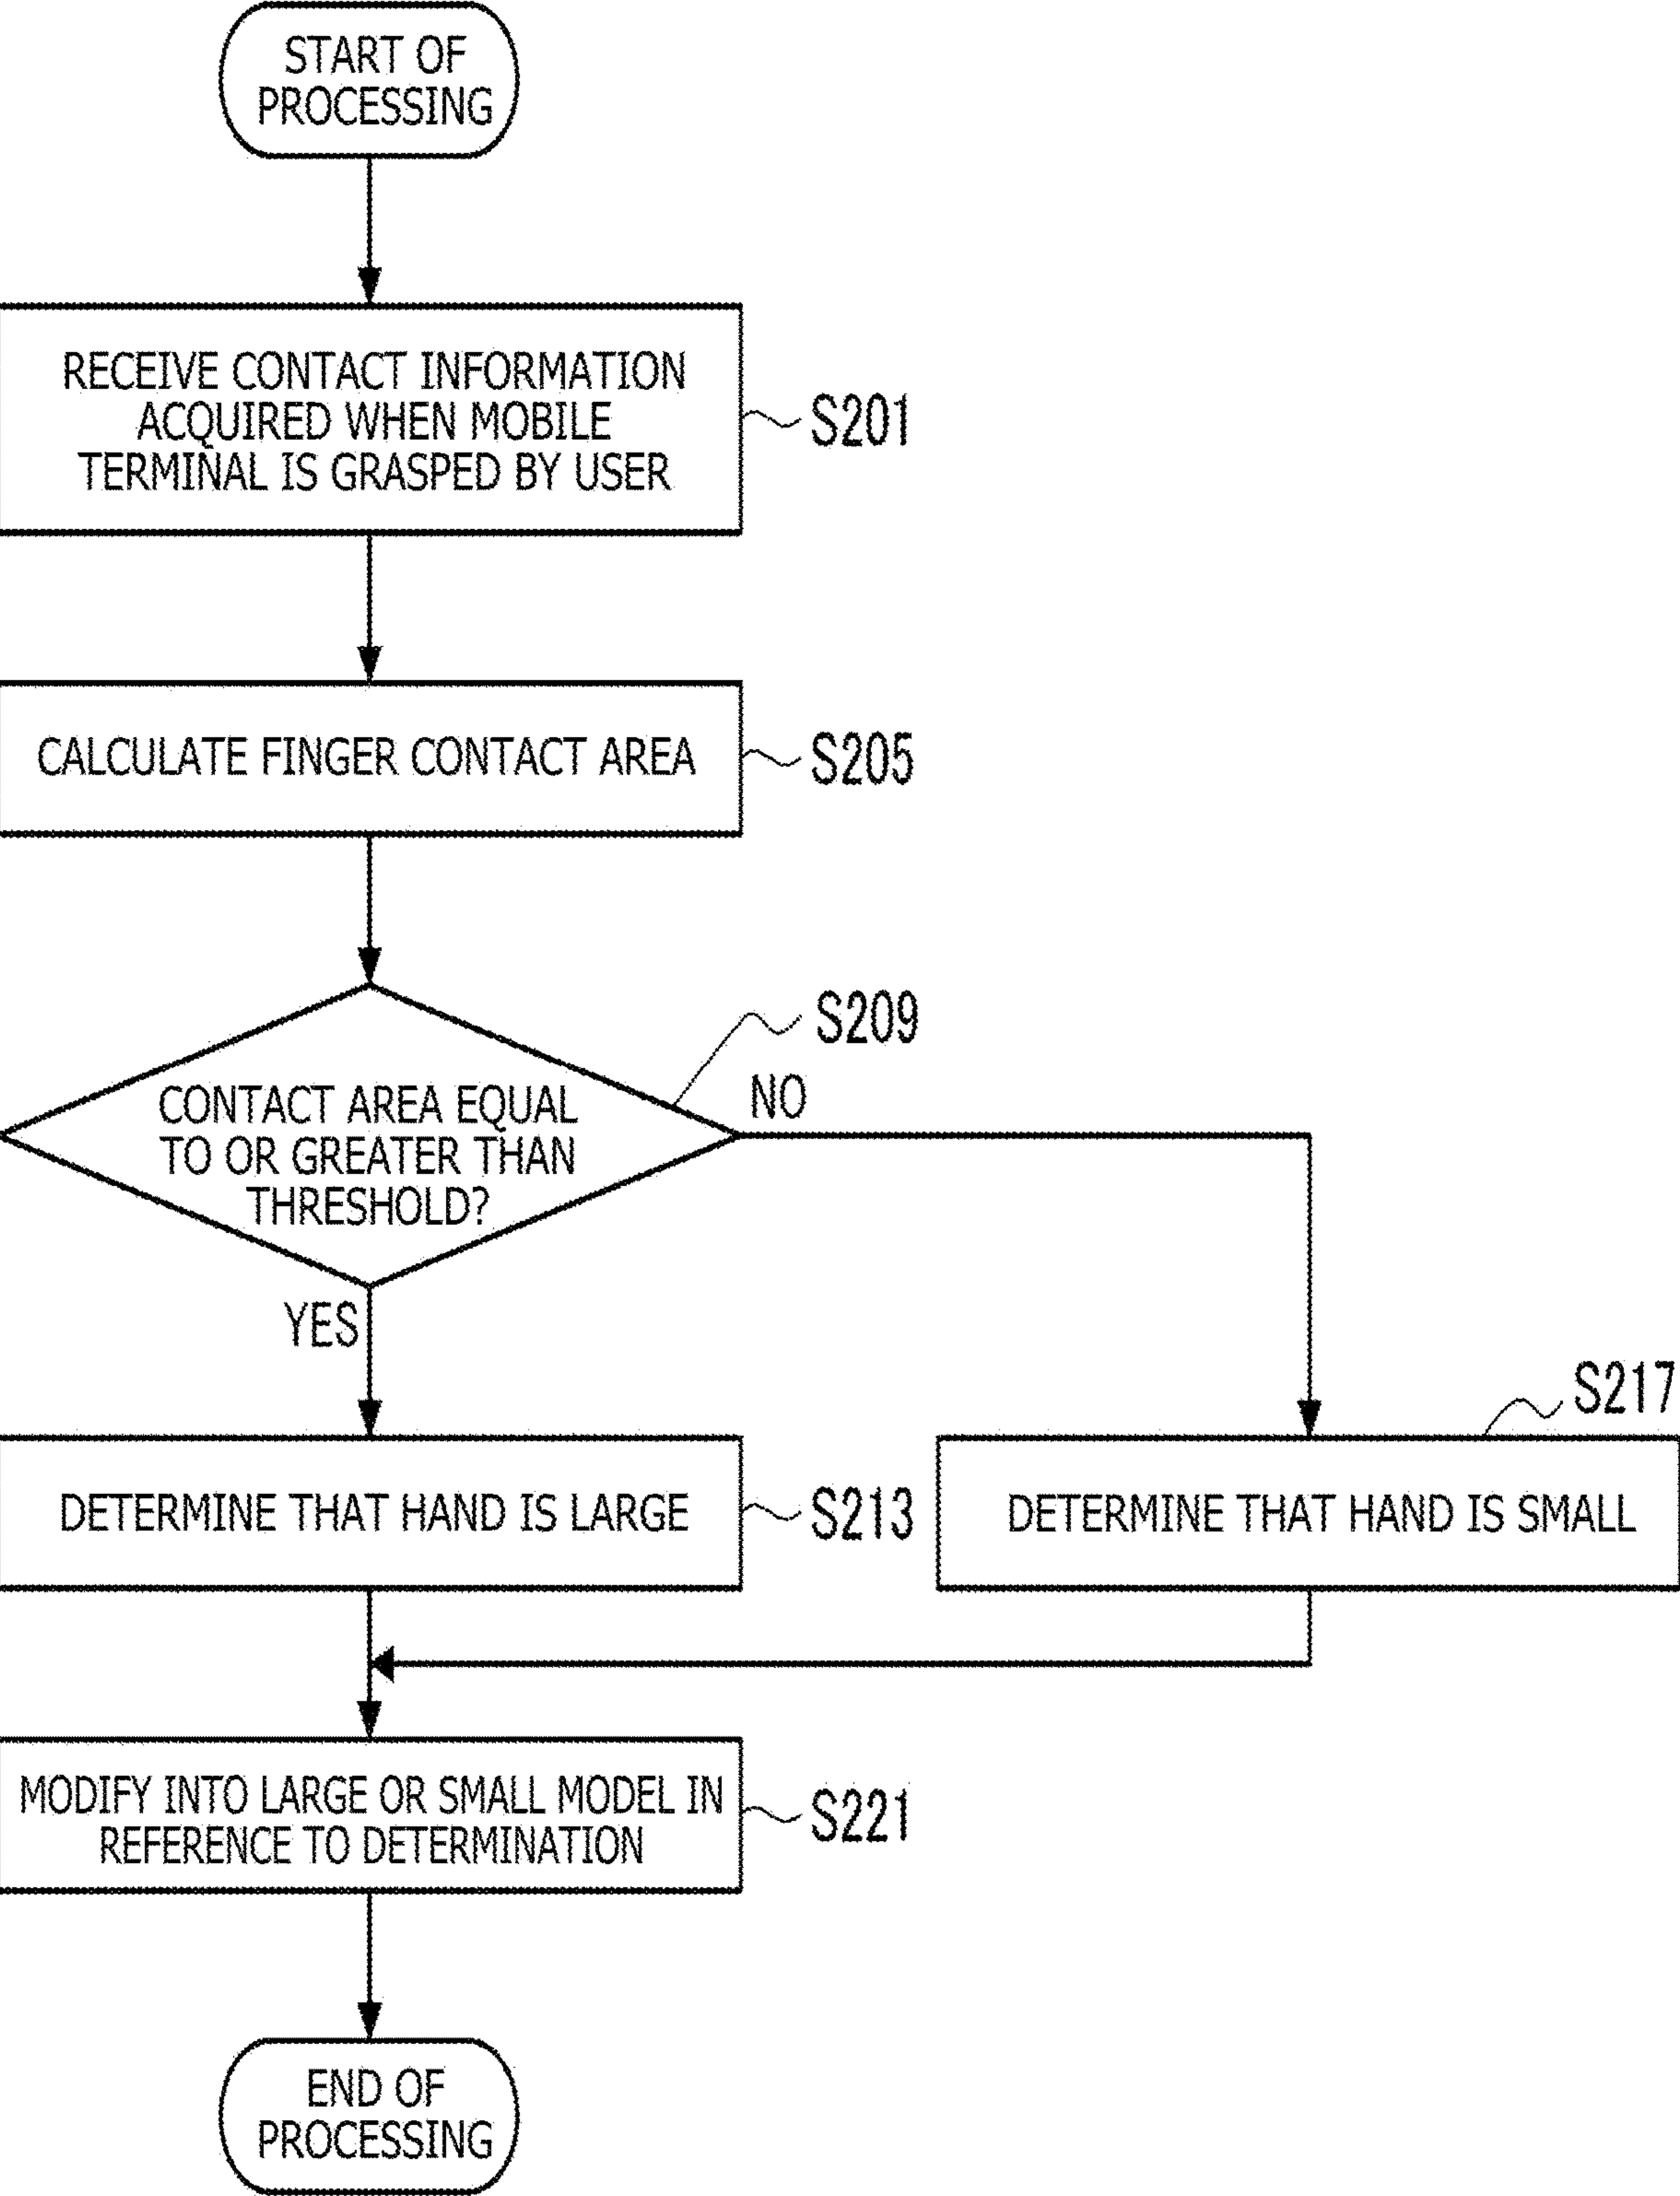 START OF
PROCESSING
RECEIVE CONTACT INFORMATION
ACQUIRED WHEN MOBILE
TERMINAL IS GRASPED BY USER
S201
CALCULATE FINGER CONTACT AREA
S205
S209
CONTACT AREA EQUAL
TO OR GREATER THAN
THRESHOLD?
NO
YES
S217
DETERMINE THAT HAND IS LARGE
S213
DETERMINE THAT HAND IS SMALL
MODIFY INTO LARGE OR SMALL MODEL IN
REFERENCE TO DETERMINATION
S221
END OF
PROCESSING